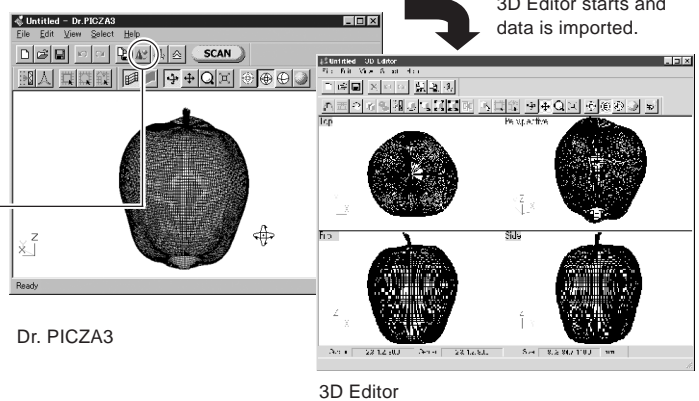 3D Editor starts and
data is imported.
Untitled - Dr.PICZA3
File Edit View Select Help
SCAN
Untitled - 3D Editor
Top
Perspective
Z
X
Front
Side
Z
X
Z
Ready
Dr. PICZA3
3D Editor